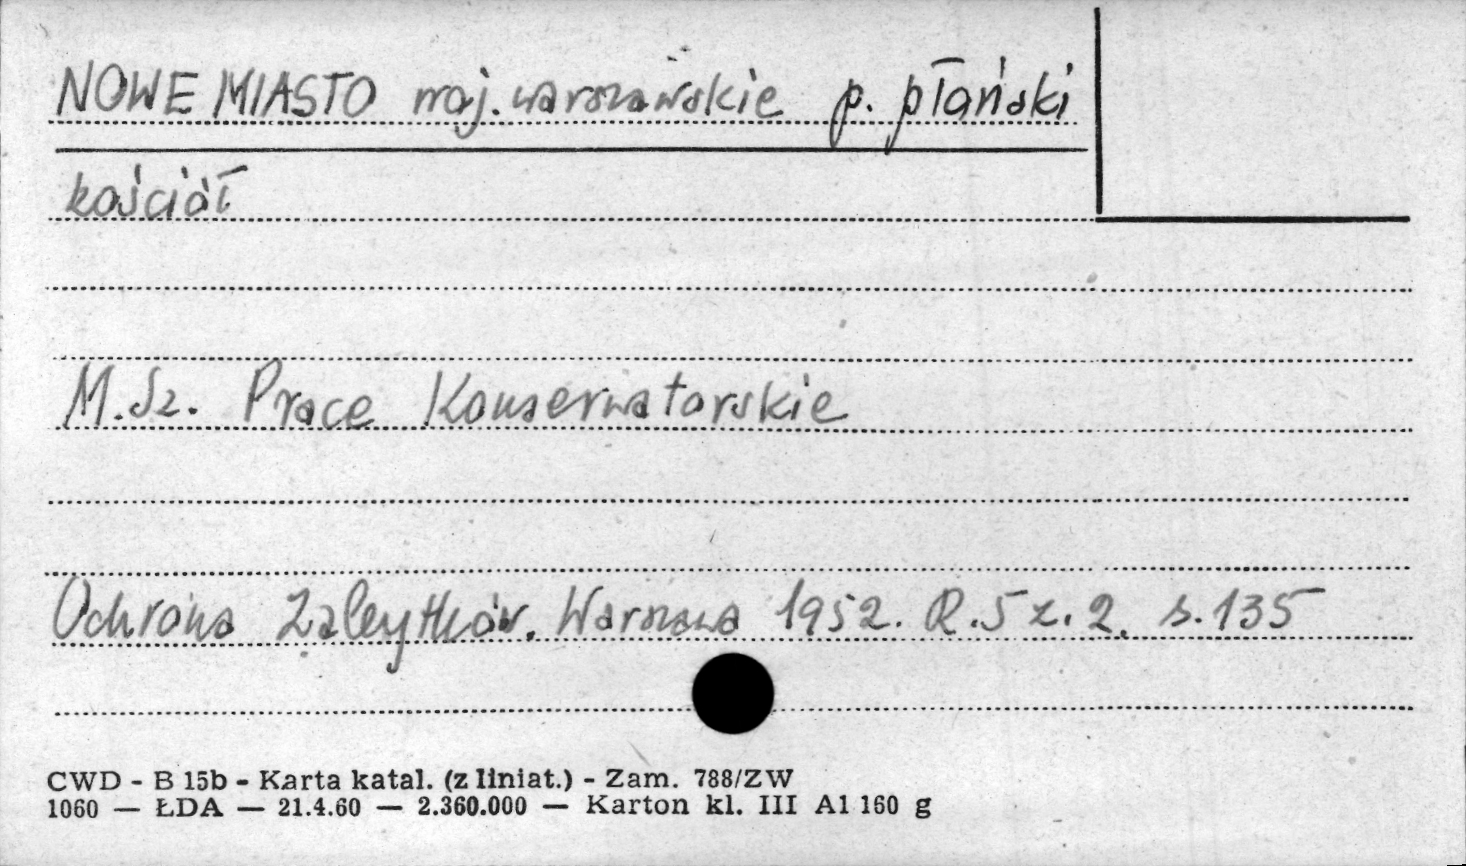 NOWE MIASTO woj. warszawskie p. płański
kościół
M.Sz. Prace Konserwatorskie
Ochrona Zabytków. Warszawa 1952. R.5 z.2. s.135
CWD - B 15b - Karta katal. (z liniat.) - Zam. 788/ZW
1060 — ŁDA — 21.4.60 — 2.360.000 — Karton kl. III A1 160 g